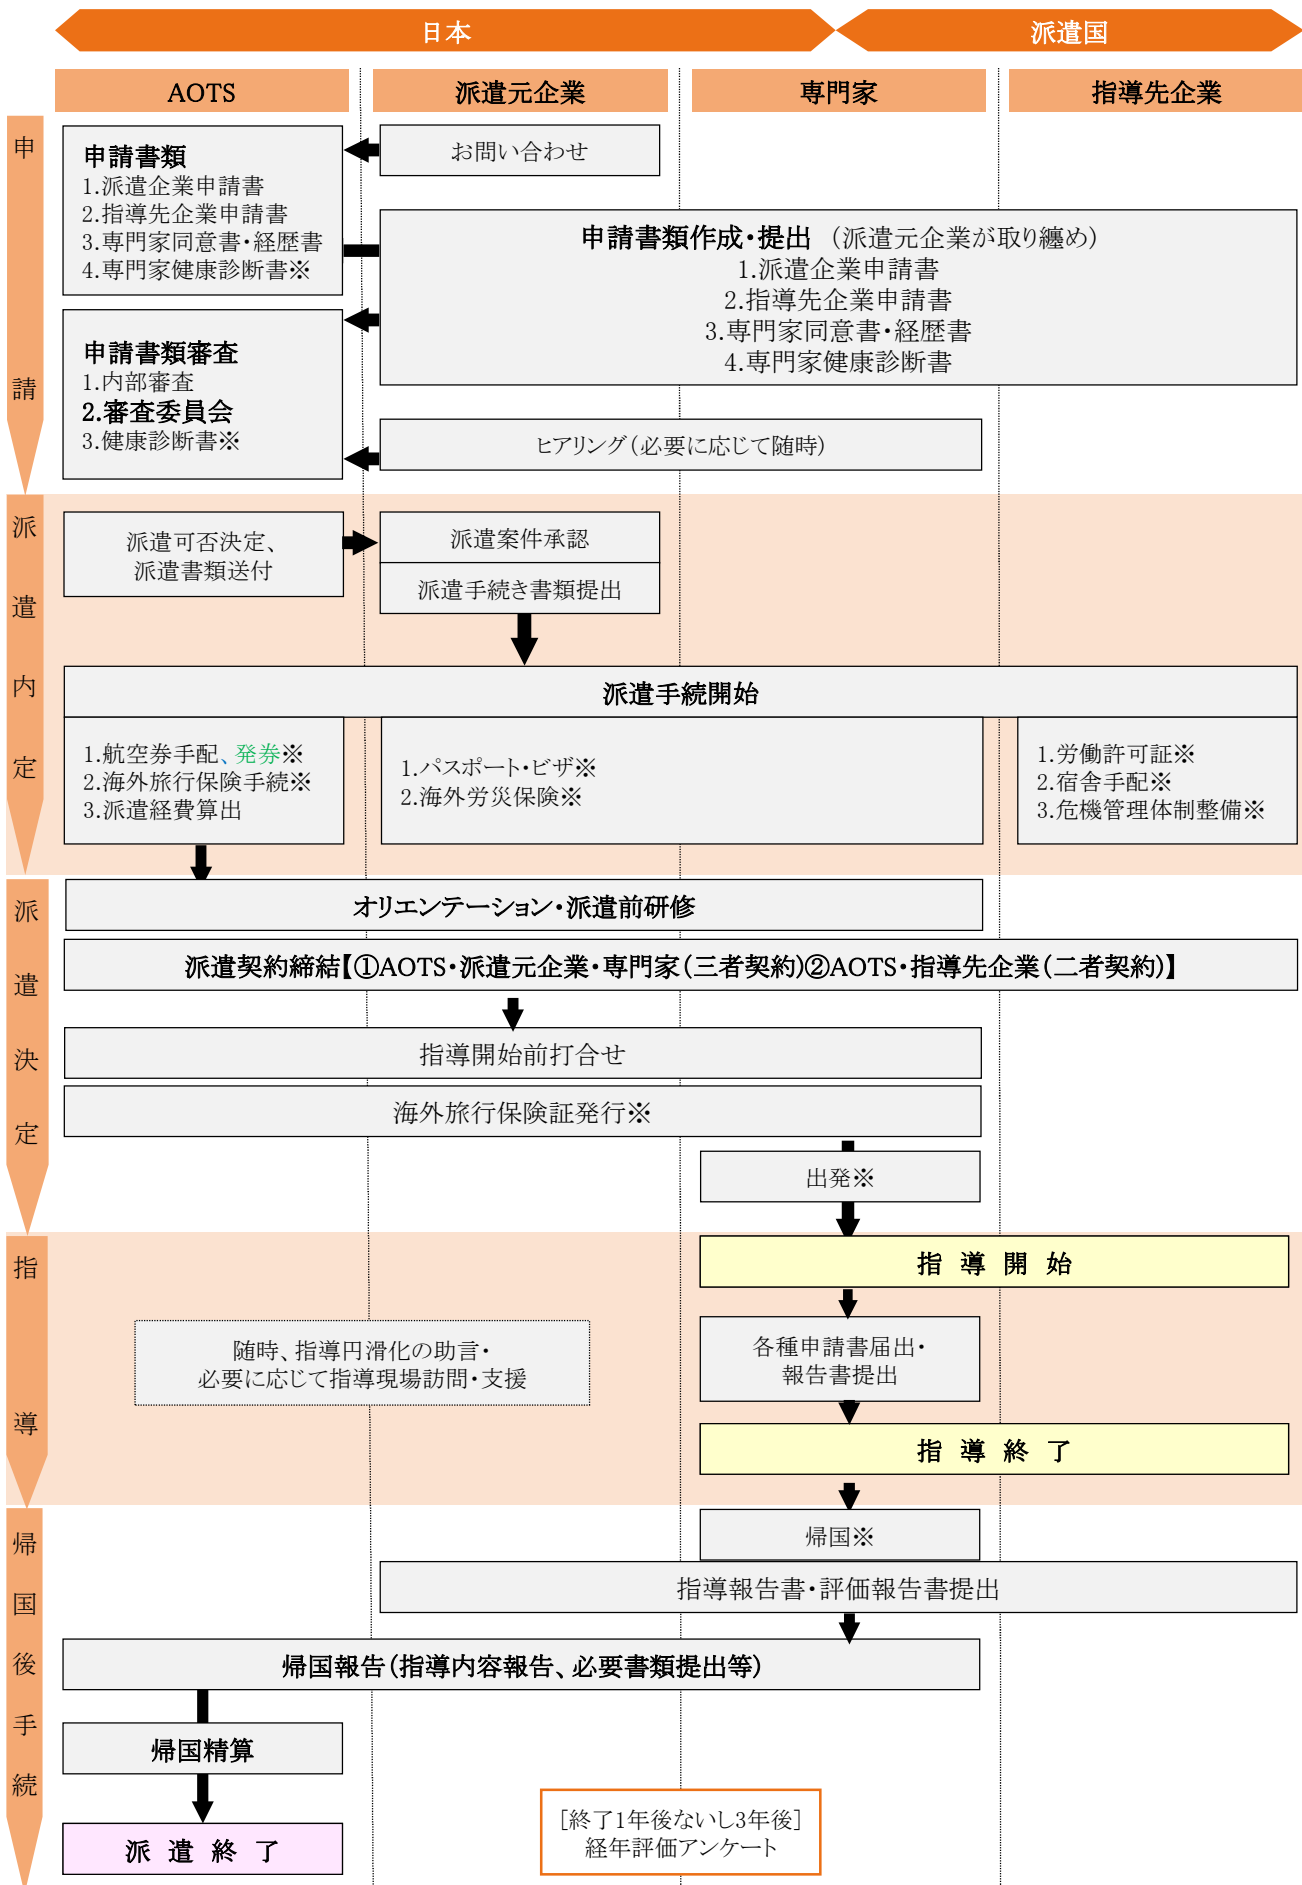 日本
派遣国
AOTS
派遣元企業
専門家
指導先企業
申請
申請書類
1.派遣企業申請書
2.指導先企業申請書
3.専門家同意書・経歴書
4.専門家健康診断書※
お問い合わせ
申請書類作成・提出 （派遣元企業が取り纏め）
1.派遣企業申請書
2.指導先企業申請書
3.専門家同意書・経歴書
4.専門家健康診断書
申請書類審査
1.内部審査
2.審査委員会
3.健康診断書※
ヒアリング（必要に応じて随時）
派遣内定
派遣可否決定、
派遣書類送付
派遣案件承認
派遣手続き書類提出
派遣手続開始
1.航空券手配、発券※
2.海外旅行保険手続※
3.派遣経費算出
1.パスポート・ビザ※
2.海外労災保険※
1.労働許可証※
2.宿舎手配※
3.危機管理体制整備※
派遣決定
オリエンテーション・派遣前研修
派遣契約締結【①AOTS・派遣元企業・専門家（三者契約）②AOTS・指導先企業（二者契約）】
指導開始前打合せ
海外旅行保険証発行※
出発※
指導
指 導 開 始
随時、指導円滑化の助言・
必要に応じて指導現場訪問・支援
各種申請書届出・
報告書提出
指 導 終 了
帰国後手続
帰国※
指導報告書・評価報告書提出
帰国報告（指導内容報告、必要書類提出等）
帰国精算
派 遣 終 了
［終了1年後ないし3年後］
経年評価アンケート